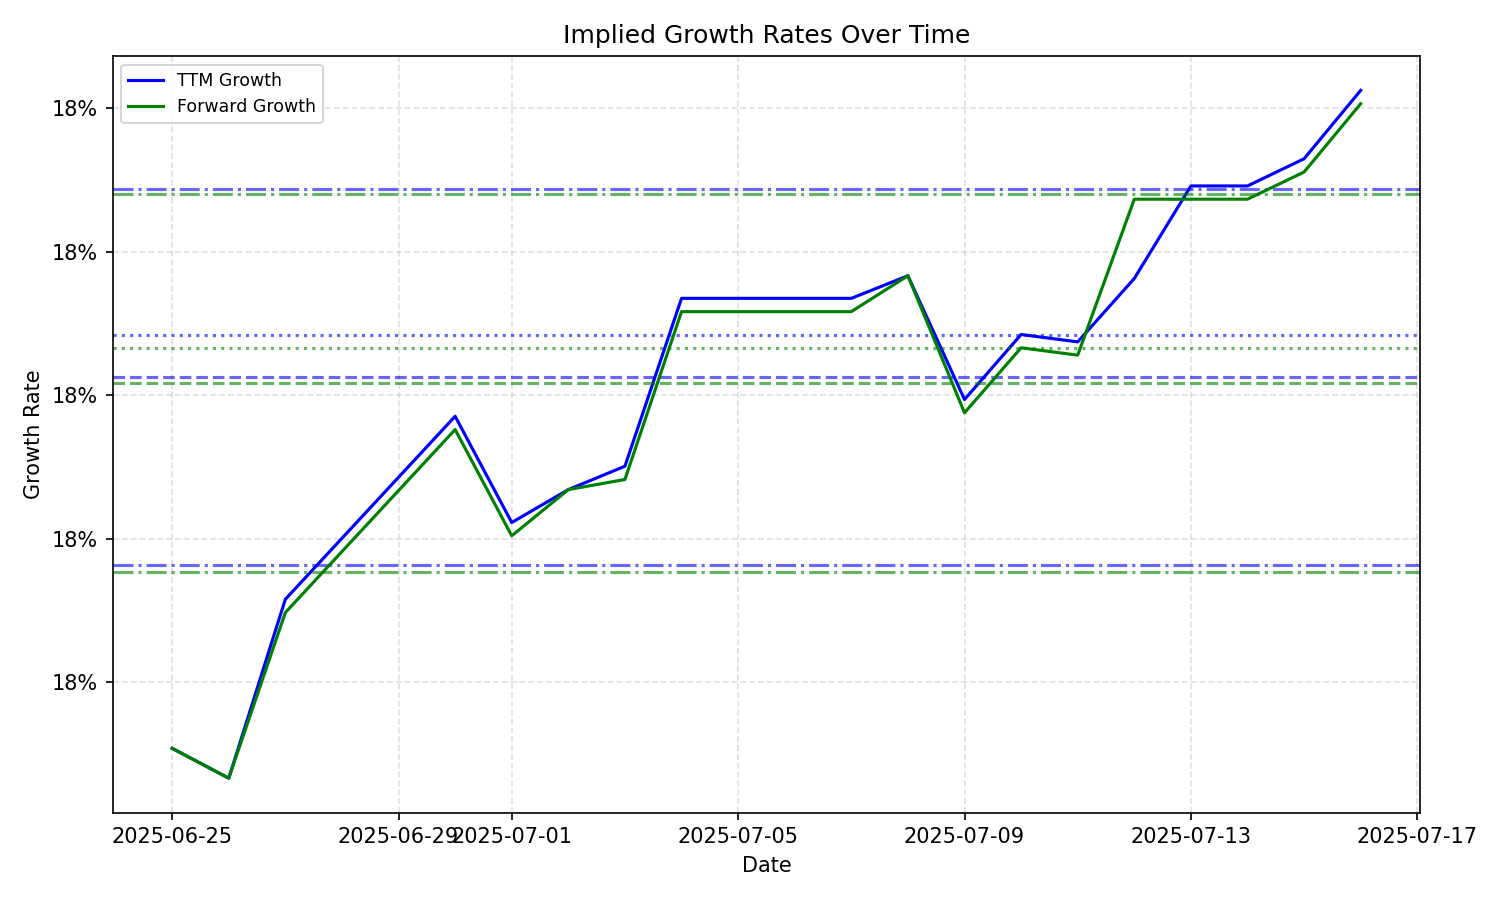 Implied Growth Rates Over Time
TTM Growth
Forward Growth
18%
18%
18%
18%
18%
Growth Rate
2025-06-25
2025-06-29
2025-07-01
2025-07-05
2025-07-09
2025-07-13
2025-07-17
Date